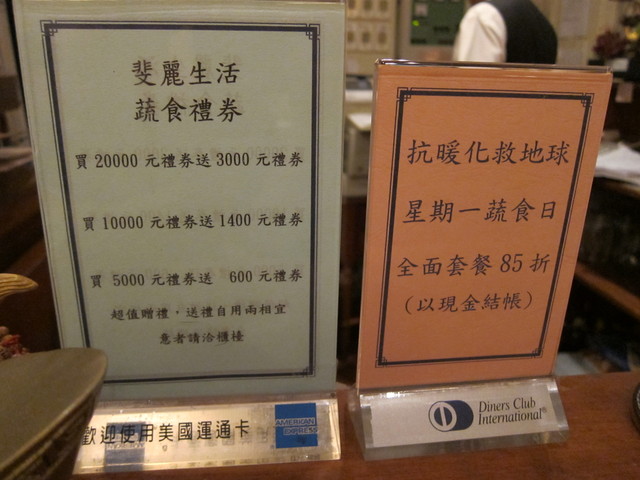 斐麗生活
蔬食禮券
買 20000 元禮券送 3000 元禮券
買 10000 元禮券送 1400 元禮券
買 5000 元禮券送 600 元禮券
超值贈禮，送禮自用兩相宜
意者請洽櫃檯
歡迎使用美國運通卡
AMERICAN
EXPRESS
抗暖化救地球
星期一蔬食日
全面套餐 85 折
（以現金結帳）
Diners Club
International®